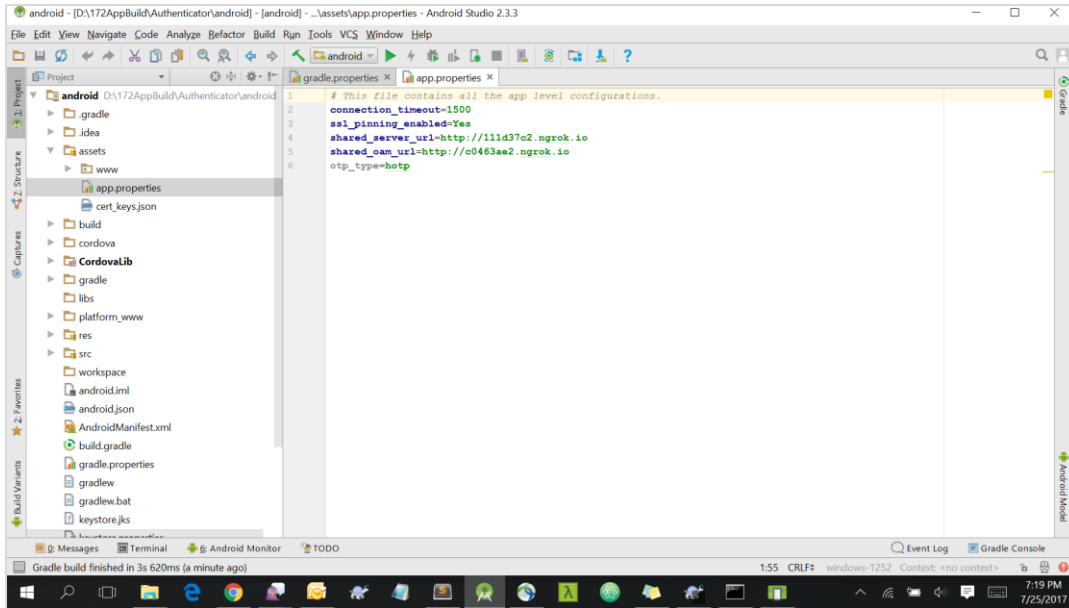 android - [D:\172AppBuild\Authenticator\android] - [android] - ...\assets\app.properties - Android Studio 2.3.3
File Edit View Navigate Code Analyze Refactor Build Run Tools VCS Window Help
android
Project
gradle.properties × app.properties ×
1: Project
Z: Structure
Captures
2: Favorites
Build Variants
android D:\172AppBuild\Authenticator\android
.gradle
.idea
assets
www
app.properties
cert_keys.json
build
cordova
CordovaLib
gradle
libs
platform_www
res
src
workspace
android.iml
android.json
AndroidManifest.xml
build.gradle
gradle.properties
gradlew
gradlew.bat
keystore.jks
keystore.properties
1 # This file contains all the app level configurations.
2 connection_timeout=1500
3 ssl_pinning_enabled=Yes
4 shared_server_url=http://111d37c2.ngrok.io
5 shared_oam_url=http://c0463ae2.ngrok.io
6 otp_type=hotp
Gradle
Android Model
0: Messages Terminal 6: Android Monitor TODO Event Log Gradle Console
Gradle build finished in 3s 620ms (a minute ago) 1:55 CRLF÷ windows-1252 Context: <no context>
7:19 PM
7/25/2017